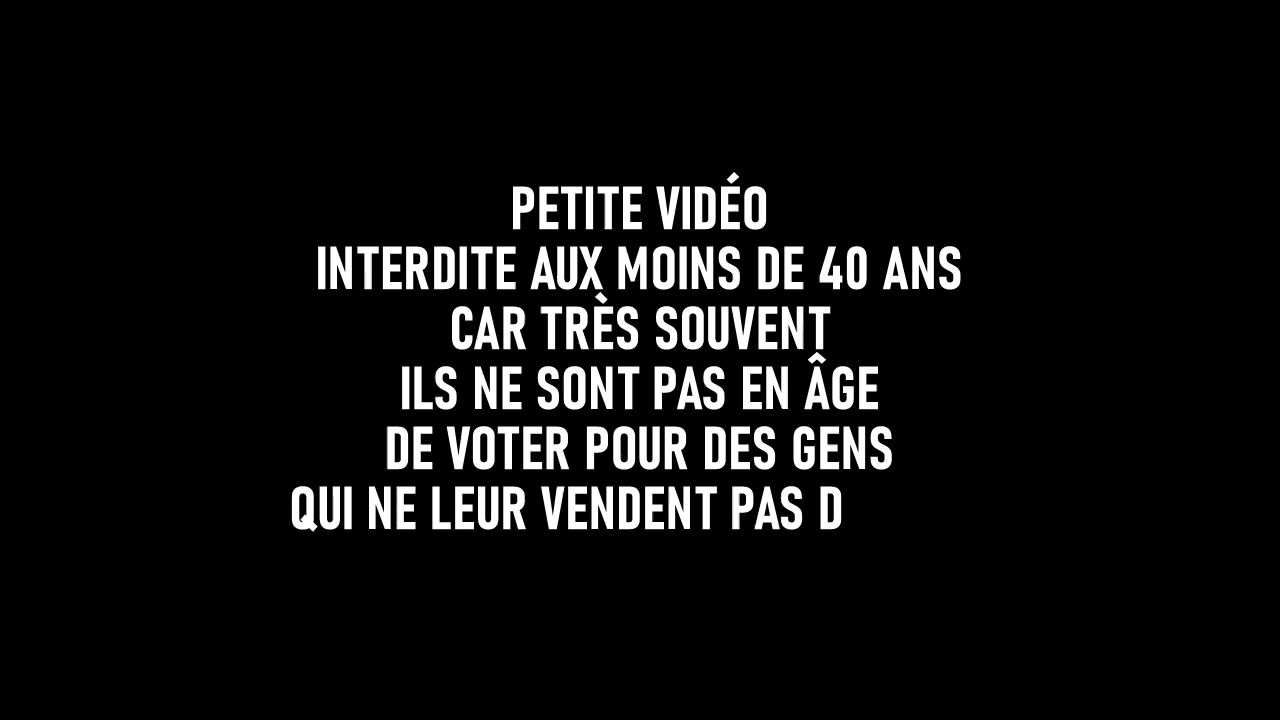 PETITE VIDÉO
INTERDITE AUX MOINS DE 40 ANS
CAR TRÈS SOUVENT
ILS NE SONT PAS EN ÂGE
DE VOTER POUR DES GENS
QUI NE LEUR VENDENT PAS D